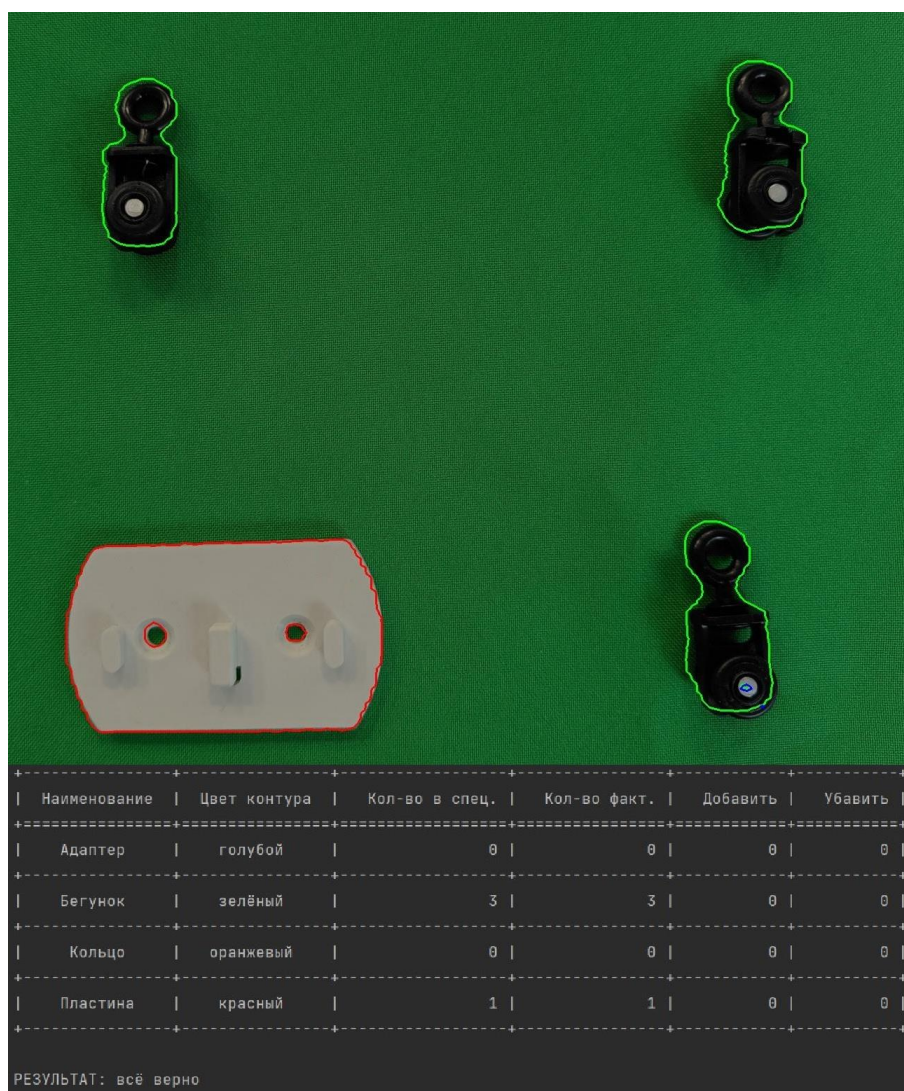 | Наименование | Цвет контура | Кол-во в спец. | Кол-во факт. | Добавить | Убавить |
| Адаптер | голубой | 0 | 0 | 0 | 0 |
| Бегунок | зелёный | 3 | 3 | 0 | 0 |
| Кольцо | оранжевый | 0 | 0 | 0 | 0 |
| Пластина | красный | 1 | 1 | 0 | 0 |
РЕЗУЛЬТАТ: всё верно